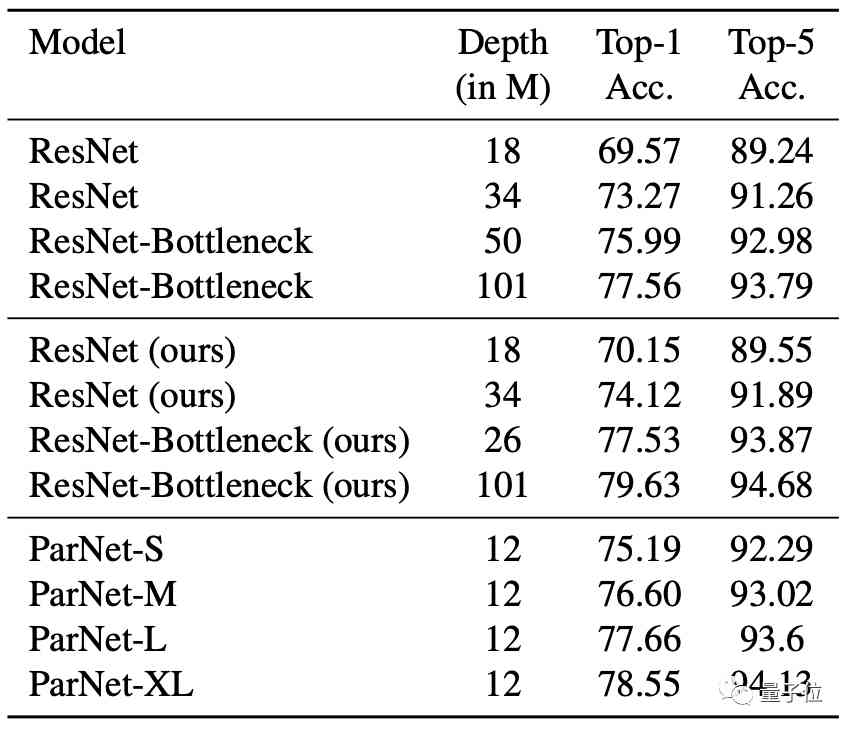 Model Depth Top-1 Top-5
(in M) Acc. Acc.
ResNet 18 69.57 89.24
ResNet 34 73.27 91.26
ResNet-Bottleneck 50 75.99 92.98
ResNet-Bottleneck 101 77.56 93.79
ResNet (ours) 18 70.15 89.55
ResNet (ours) 34 74.12 91.89
ResNet-Bottleneck (ours) 26 77.53 93.87
ResNet-Bottleneck (ours) 101 79.63 94.68
ParNet-S 12 75.19 92.29
ParNet-M 12 76.60 93.02
ParNet-L 12 77.66 93.6
ParNet-XL 12 78.55 94.13
量子位